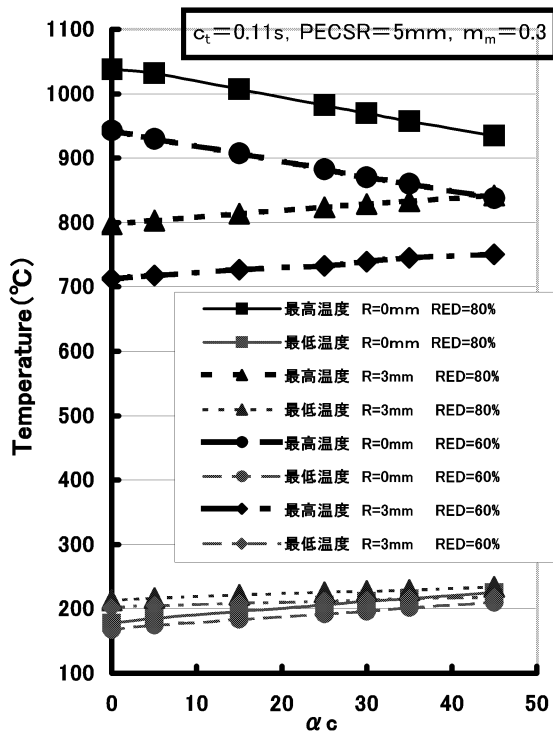 ct=0.11s, PECSR=5mm, mm=0.3
1100
1000
900
800
700
600
500
400
300
200
100
Temperature(℃)
最高温度 R=0mm RED=80%
最低温度 R=0mm RED=80%
最高温度 R=3mm RED=80%
最低温度 R=3mm RED=80%
最高温度 R=0mm RED=60%
最低温度 R=0mm RED=60%
最高温度 R=3mm RED=60%
最低温度 R=3mm RED=60%
0 10 20 30 40 50
αc